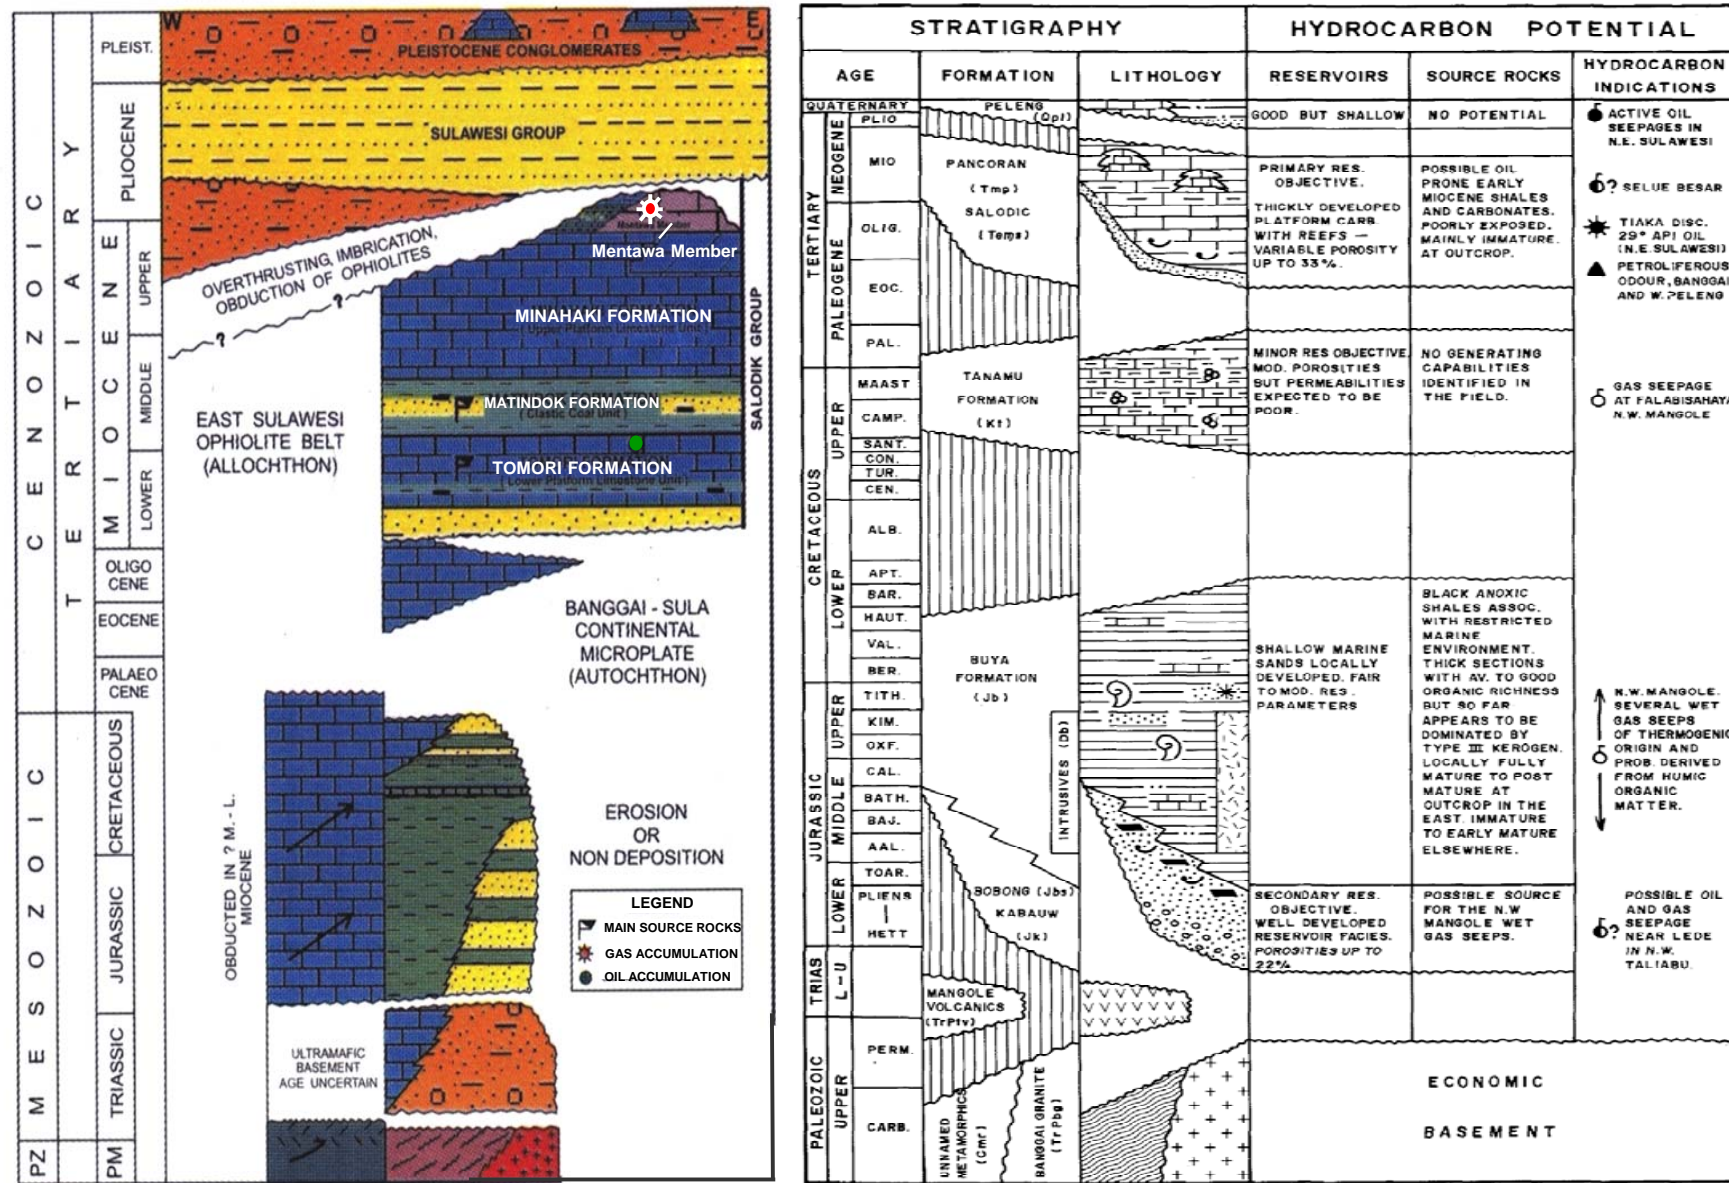 W
E
PLEISTOCENE CONGLOMERATES
SULAWESI GROUP
Mentawa Member
OVERTHRUSTING, IMBRICATION,
OBDUCTION OF OPHIOLITES
?
?
MINAHAKI FORMATION
( Upper Platform Limestone Unit )
MATINDOK FORMATION
( Clastic Coal Unit )
TOMORI FORMATION
( Lower Platform Limestone Unit )
SALODIK GROUP
EAST SULAWESI
OPHIOLITE BELT
(ALLOCHTHON)
BANGGAI - SULA
CONTINENTAL
MICROPLATE
(AUTOCHTHON)
EROSION
OR
NON DEPOSITION
OBDUCTED IN ? M. - L.
MIOCENE
ULTRAMAFIC
BASEMENT
AGE UNCERTAIN
LEGEND
MAIN SOURCE ROCKS
GAS ACCUMULATION
OIL ACCUMULATION
CENOZOIC
MESOZOIC
PZ
TERTIARY
PLEIST.
PLIOCENE
MIOCENE
UPPER
MIDDLE
LOWER
OLIGO
CENE
EOCENE
PALAEO
CENE
CRETACEOUS
JURASSIC
TRIASSIC
PM
STRATIGRAPHY
HYDROCARBON POTENTIAL
AGE
FORMATION
LITHOLOGY
RESERVOIRS
SOURCE ROCKS
HYDROCARBON
INDICATIONS
QUATERNARY
TERTIARY
NEOGENE
PALEOGENE
PLIO
MIO
OLIG.
EOC.
PAL.
CRETACEOUS
UPPER
LOWER
MAAST
CAMP.
SANT.
CON.
TUR.
CEN.
ALB.
APT.
BAR.
HAUT.
VAL.
BER.
JURASSIC
UPPER
MIDDLE
LOWER
TITH.
KIM.
OXF.
CAL.
BATH.
BAJ.
AAL.
TOAR.
PLIENS
HETT
TRIAS
L-U
PALEOZOIC
UPPER
PERM.
CARB.
PELENG
(Qpl)
PANCORAN
(Tmp)
SALODIC
(Tems)
TANAMU
FORMATION
(Kt)
BUYA
FORMATION
(Jb)
INTRUSIVES (Db)
BOBONG (Jbs)
KABAUW
(Jk)
MANGOLE
VOLCANICS
(TrPtv)
UNNAMED
METAMORPHICS
(Cmr)
BANGGAI GRANITE
(TrPbg)
GOOD BUT SHALLOW
PRIMARY RES.
OBJECTIVE.
THICKLY DEVELOPED
PLATFORM CARB.
WITH REEFS —
VARIABLE POROSITY
UP TO 33%.
MINOR RES OBJECTIVE.
MOD. POROSITIES
BUT PERMEABILITIES
EXPECTED TO BE
POOR.
SHALLOW MARINE
SANDS LOCALLY
DEVELOPED. FAIR
TO MOD. RES.
PARAMETERS
SECONDARY RES.
OBJECTIVE.
WELL DEVELOPED
RESERVOIR FACIES.
POROSITIES UP TO
22%
NO POTENTIAL
POSSIBLE OIL
PRONE EARLY
MIOCENE SHALES
AND CARBONATES.
POORLY EXPOSED.
MAINLY IMMATURE.
AT OUTCROP.
NO GENERATING
CAPABILITIES
IDENTIFIED IN
THE FIELD.
BLACK ANOXIC
SHALES ASSOC.
WITH RESTRICTED
MARINE
ENVIRONMENT.
THICK SECTIONS
WITH AV. TO GOOD
ORGANIC RICHNESS
BUT SO FAR
APPEARS TO BE
DOMINATED BY
TYPE III KEROGEN.
LOCALLY FULLY
MATURE TO POST
MATURE AT
OUTCROP IN THE
EAST. IMMATURE
TO EARLY MATURE
ELSEWHERE.
POSSIBLE SOURCE
FOR THE N.W
MANGOLE WET
GAS SEEPS.
ECONOMIC
BASEMENT
ACTIVE OIL
SEEPAGES IN
N.E. SULAWESI
? SELUE BESAR
TIAKA DISC.
29° API OIL
(N.E. SULAWESI)
PETROLIFEROUS
ODOUR, BANGGAI
AND W. PELENG
GAS SEEPAGE
AT FALABISAHAYA
N.W. MANGOLE
N.W. MANGOLE.
SEVERAL WET
GAS SEEPS
OF THERMOGENIC
ORIGIN AND
PROB. DERIVED
FROM HUMIC
ORGANIC
MATTER.
POSSIBLE OIL
AND GAS
SEEPAGE
? NEAR LEDE
IN N.W.
TALIABU.